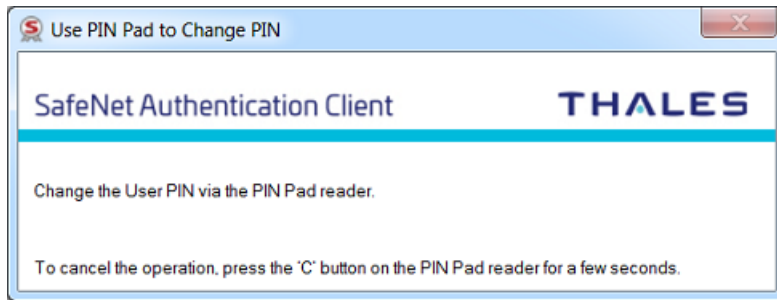 Use PIN Pad to Change PIN
SafeNet Authentication Client THALES
Change the User PIN via the PIN Pad reader.
To cancel the operation, press the 'C' button on the PIN Pad reader for a few seconds.